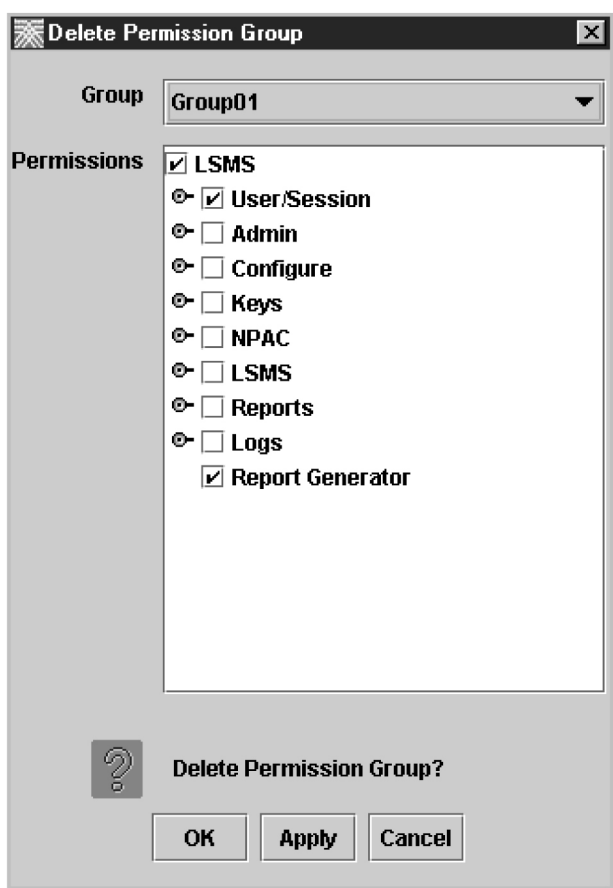 Delete Permission Group
Group Group01
Permissions LSMS
User/Session
Admin
Configure
Keys
NPAC
LSMS
Reports
Logs
Report Generator
Delete Permission Group?
OK Apply Cancel